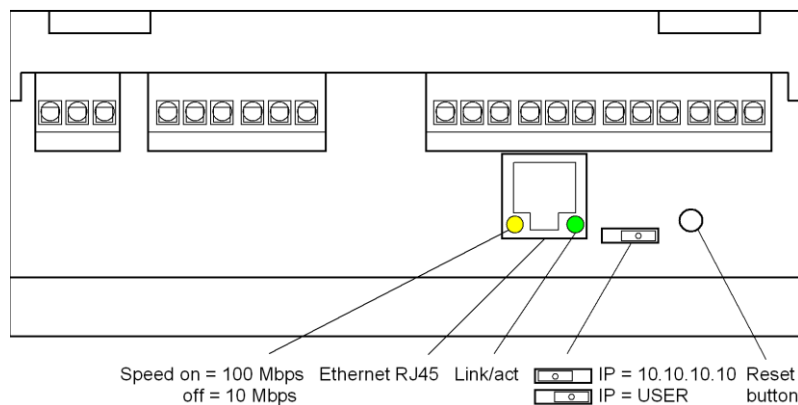 Speed on = 100 Mbps Ethernet RJ45 Link/act IP = 10.10.10.10 Reset
off = 10 Mbps IP = USER button